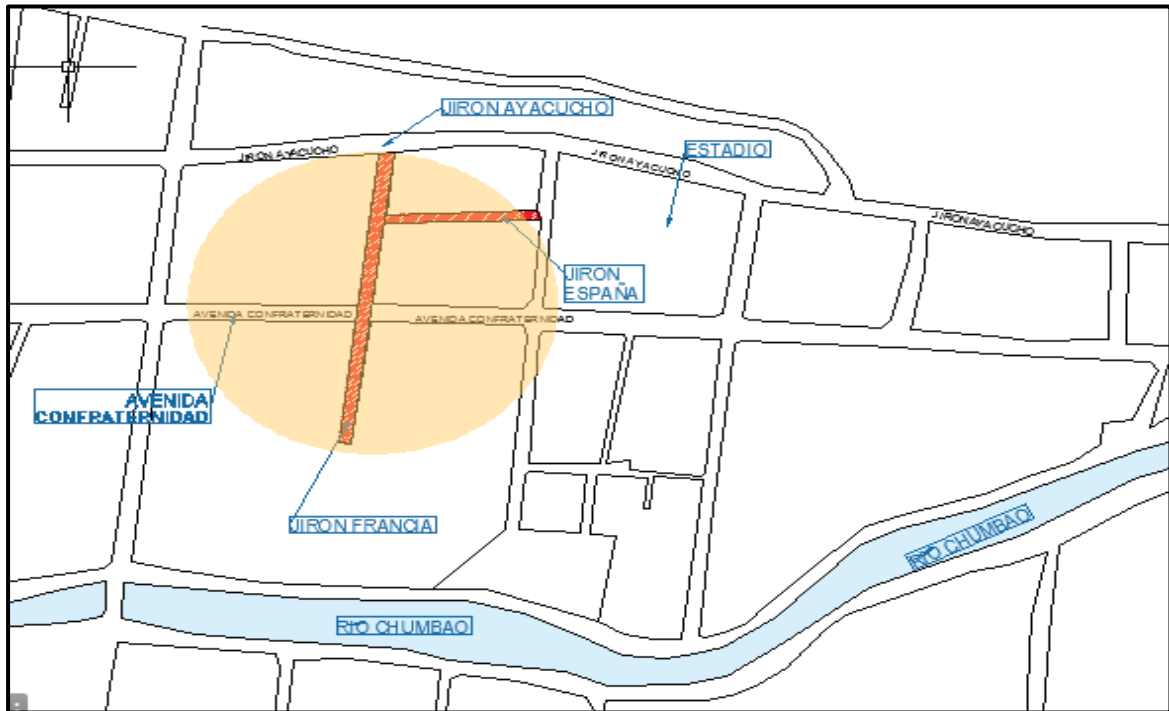 JIRON AYACUCHO
JIRON AYACUCHO
JIRON AYACUCHO
ESTADIO
JIRON AYACUCHO
JIRON
ESPAÑA
AVENIDA CONFRATERNIDAD
AVENIDA CONFRATERNIDAD
AVENIDA
CONFRATERNIDAD
JIRON FRANCIA
RIO CHUMBAO
RIO CHUMBAO